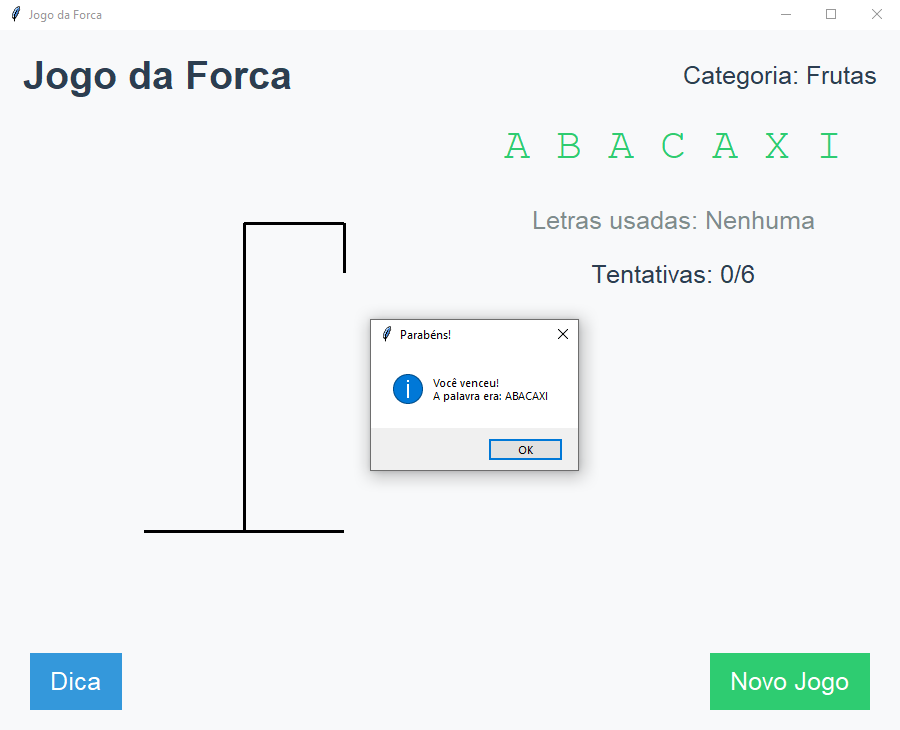 Jogo da Forca
Jogo da Forca
Categoria: Frutas
A B A C A X I
Letras usadas: Nenhuma
Tentativas: 0/6
Parabéns!
Você venceu!
A palavra era: ABACAXI
OK
Dica
Novo Jogo